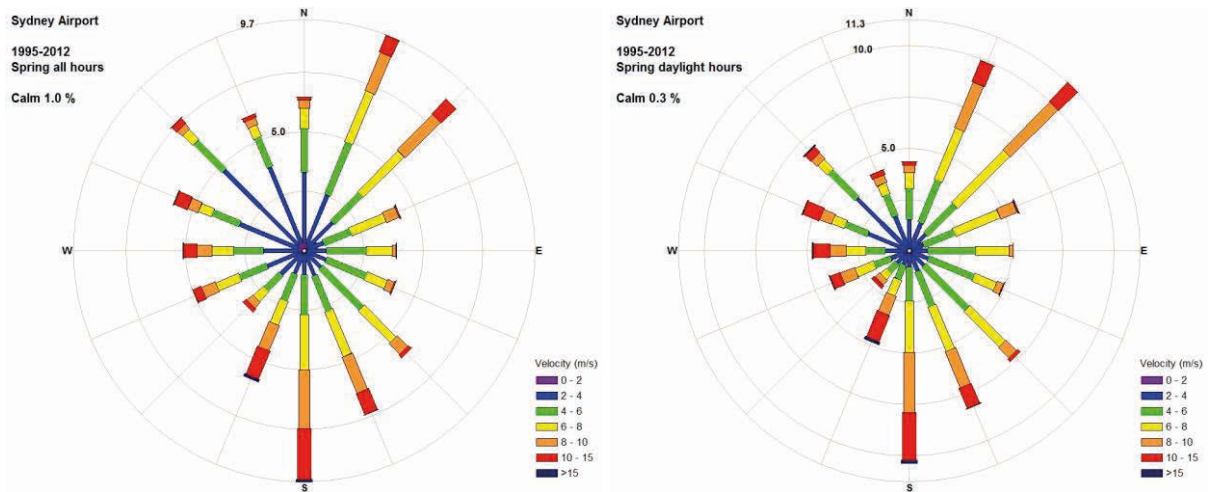 Sydney Airport
1995-2012
Spring all hours
Calm 1.0 %
N
9.7
5.0
W
E
S
Velocity (m/s)
0 - 2
2 - 4
4 - 6
6 - 8
8 - 10
10 - 15
>15
Sydney Airport
1995-2012
Spring daylight hours
Calm 0.3 %
N
11.3
10.0
5.0
W
E
S
Velocity (m/s)
0 - 2
2 - 4
4 - 6
6 - 8
8 - 10
10 - 15
>15